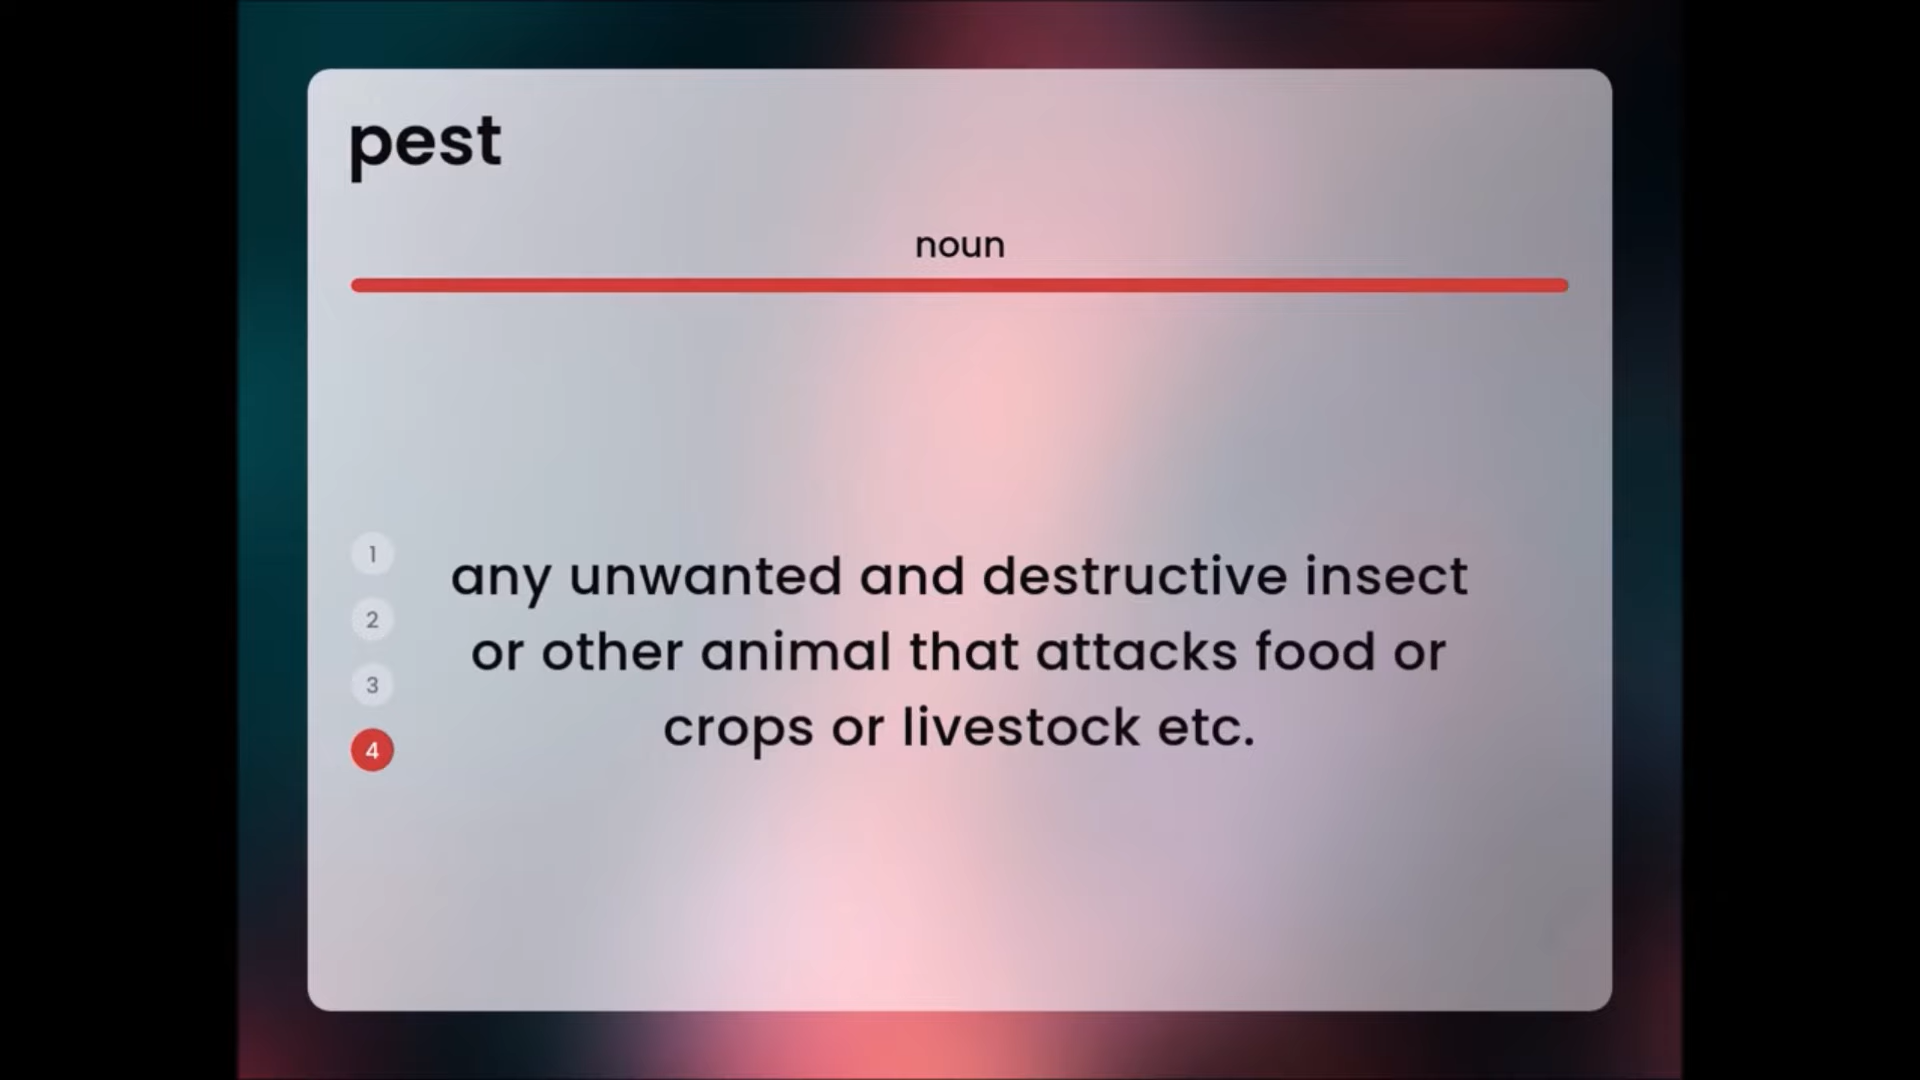 pest
noun
1
2
3
4
any unwanted and destructive insect
or other animal that attacks food or
crops or livestock etc.